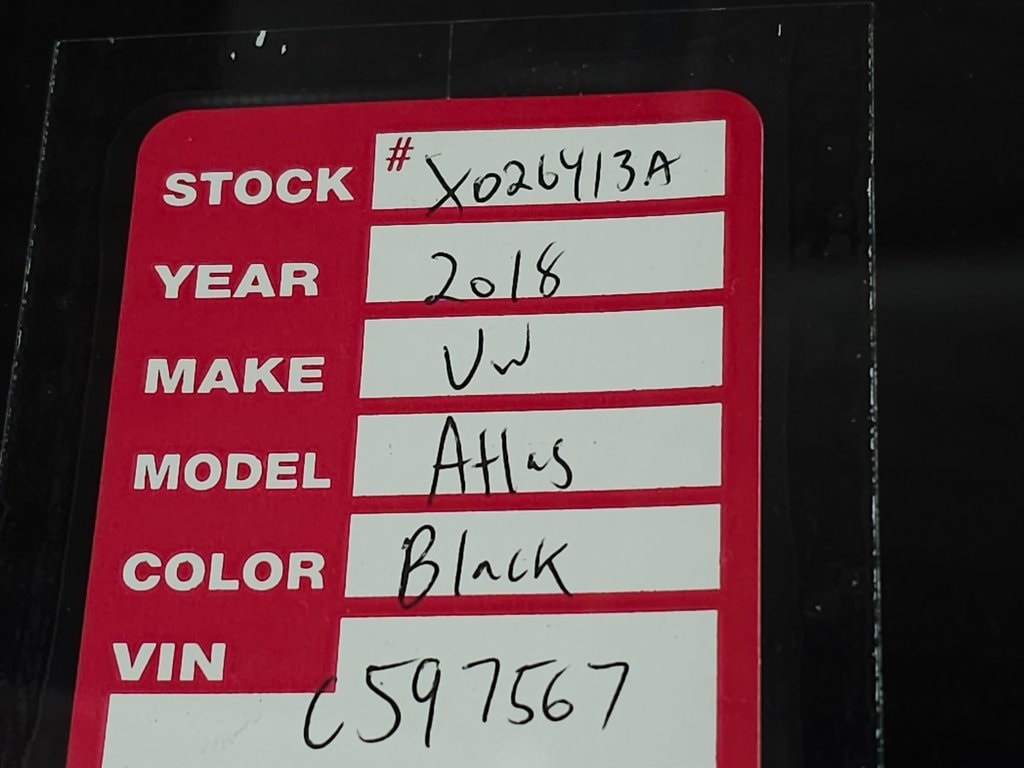 STOCK # X026413A
YEAR 2018
MAKE VW
MODEL Atlas
COLOR Black
VIN C597567